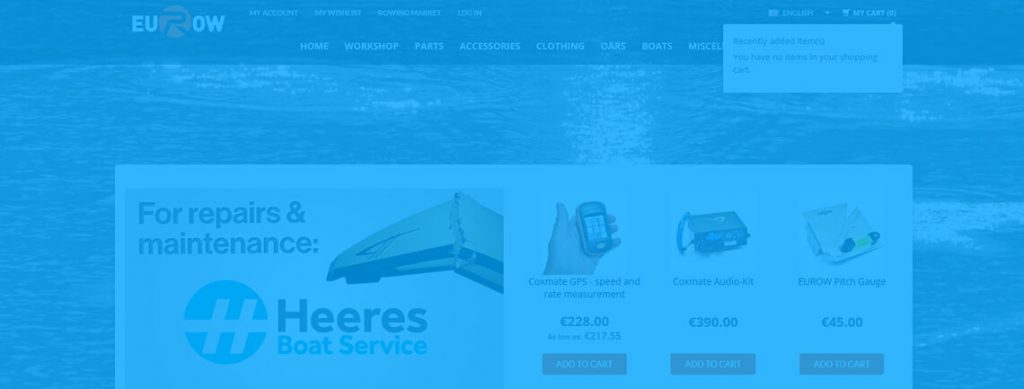 EUROW
MY ACCOUNT MY WISHLIST ROWING MARKET LOG IN
ENGLISH MY CART (0)
HOME WORKSHOP PARTS ACCESSORIES CLOTHING OARS BOATS MISCEL
Recently added item(s)
You have no items in your shopping
cart.
For repairs &
maintenance:
Heeres
Boat Service
Coxmate GPS - speed and
rate measurement
€228.00
As low as: €217.55
ADD TO CART
Coxmate Audio-Kit
€390.00
ADD TO CART
EUROW Pitch Gauge
€45.00
ADD TO CART